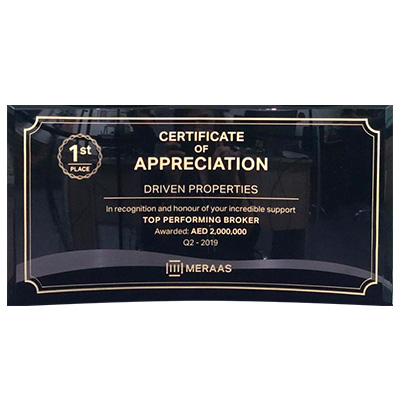 1st
PLACE
CERTIFICATE
OF
APPRECIATION
DRIVEN PROPERTIES
In recognition and honour of your incredible support
TOP PERFORMING BROKER
Awarded: AED 2,000,000
Q2 - 2019
MERAAS